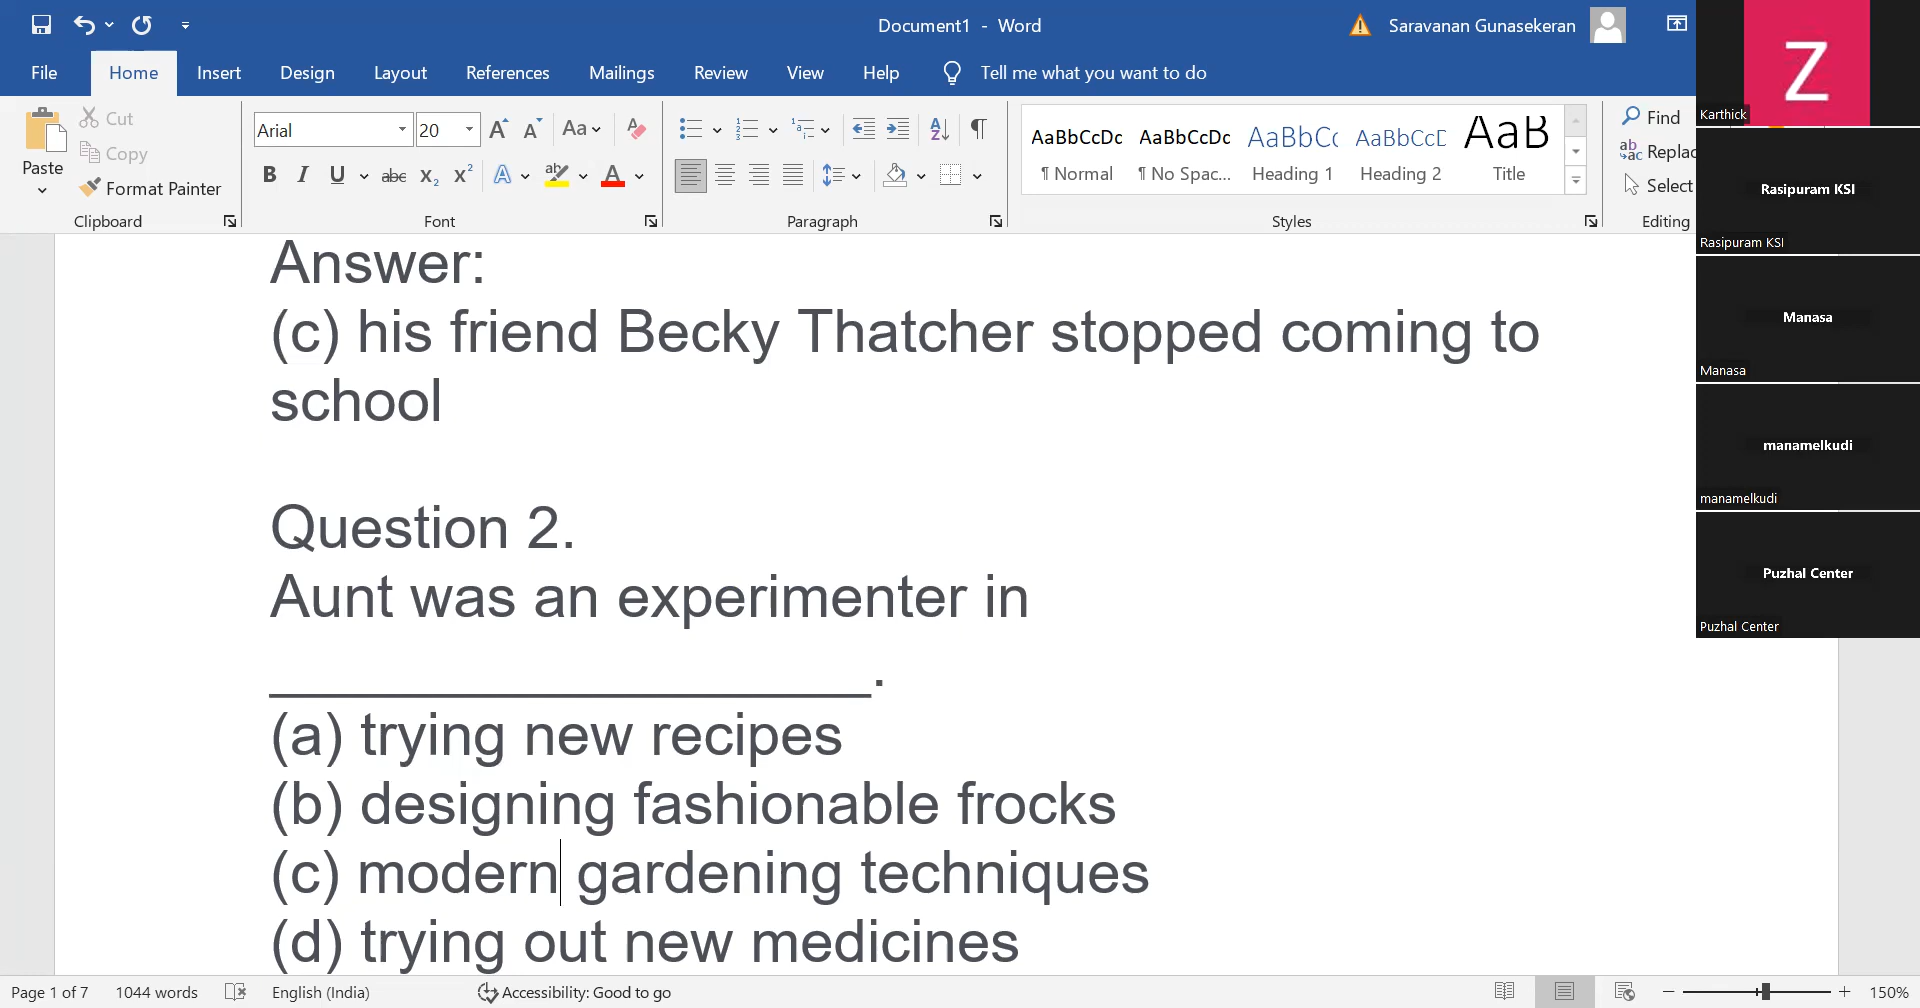 Document1 - Word
Saravanan Gunasekeran
File Home Insert Design Layout References Mailings Review View Help Tell me what you want to do
Paste
Cut
Copy
Format Painter
Clipboard
Arial 20
Font
Paragraph
AaBbCcDc AaBbCcDc AaBbCc AaBbCcD AaB
¶ Normal ¶ No Spac... Heading 1 Heading 2 Title
Styles
Find
Replac
Select
Editing
Z
Karthick
Rasipuram KSI
Rasipuram KSI
Manasa
Manasa
manamelkudi
manamelkudi
Puzhal Center
Puzhal Center
Answer:
(c) his friend Becky Thatcher stopped coming to
school
Question 2.
Aunt was an experimenter in
____________________.
(a) trying new recipes
(b) designing fashionable frocks
(c) modern gardening techniques
(d) trying out new medicines
Page 1 of 7 1044 words English (India) Accessibility: Good to go 150%